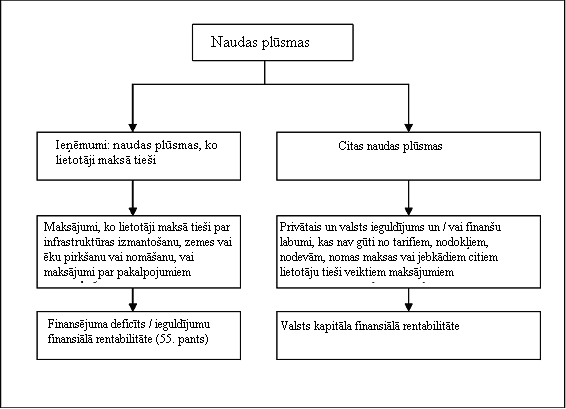 Naudas plūsmas
Ieņēmumi: naudas plūsmas, ko
lietotāji maksā tieši
Citas naudas plūsmas
Maksājumi, ko lietotāji maksā tieši par
infrastruktūras izmantošanu, zemes vai
ēku pirkšanu vai nomāšanu, vai
maksājumi par pakalpojumiem
Privātais un valsts ieguldījums un / vai finanšu
labumi, kas nav gūti no tarifiem, nodokļiem,
nodevām, nomas maksas vai jebkādiem citiem
lietotāju tieši veiktiem maksājumiem
Finansējuma deficīts / ieguldījumu
finansiālā rentabilitāte (55. pants)
Valsts kapitāla finansiālā rentabilitāte